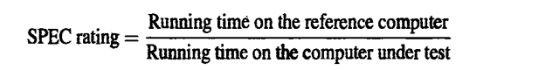 Running time on the reference computer
SPEC rating =
Running time on the computer under test